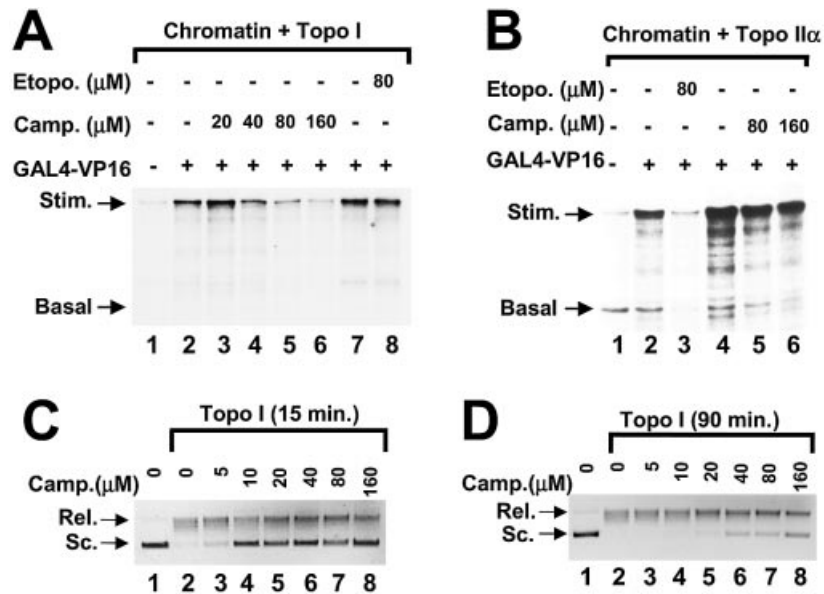 A
Chromatin + Topo I
Etopo. (μM) - - - - - - - 80
Camp. (μM) - - 20 40 80 160 - -
GAL4-VP16 - + + + + + + +
Stim.
Basal
1 2 3 4 5 6 7 8
B
Chromatin + Topo IIα
Etopo. (μM) - - 80 - - -
Camp. (μM) - - - - 80 160
GAL4-VP16 - + + + + +
Stim.
Basal
1 2 3 4 5 6
C
Topo I (15 min.)
Camp.(μM) 0 0 5 10 20 40 80 160
Rel.
Sc.
1 2 3 4 5 6 7 8
D
Topo I (90 min.)
Camp.(μM) 0 0 5 10 20 40 80 160
Rel.
Sc.
1 2 3 4 5 6 7 8